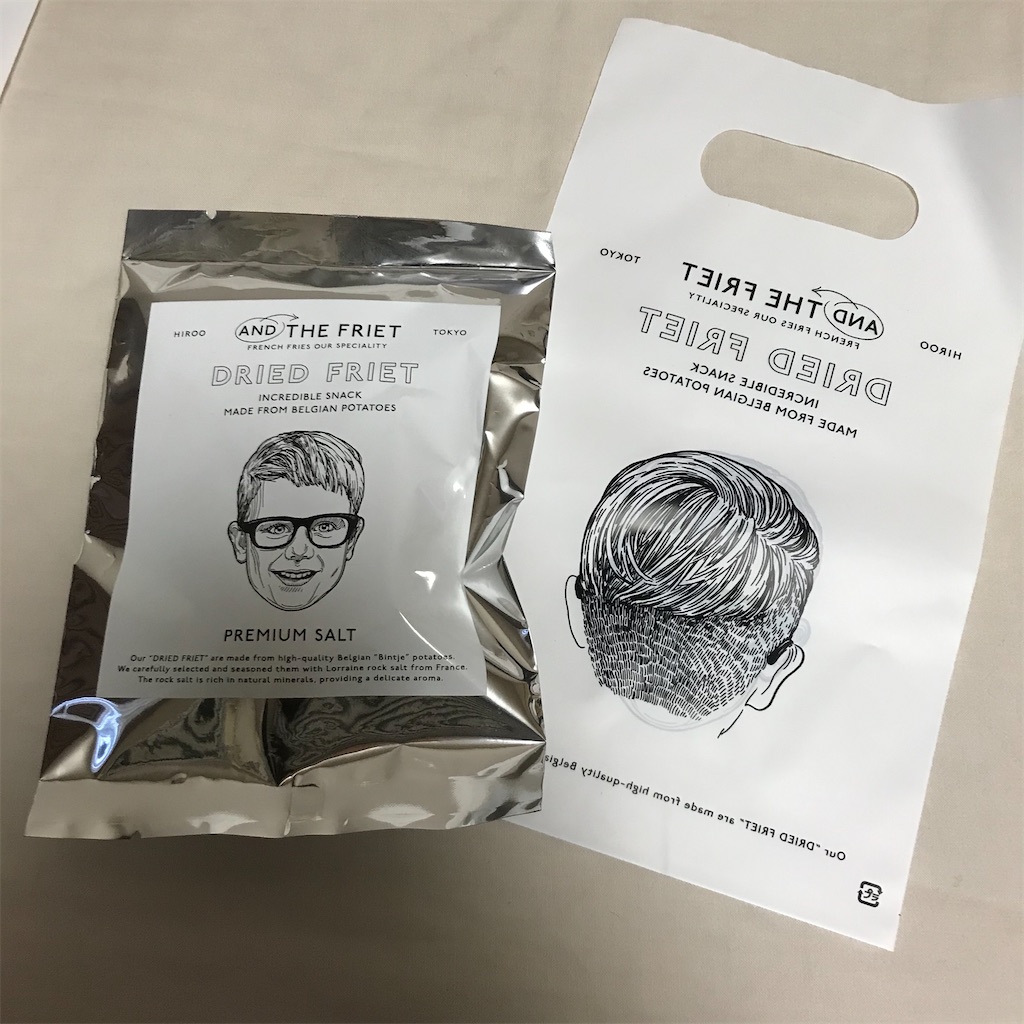 HIROO
AND THE FRIET
TOKYO
FRENCH FRIES OUR SPECIALITY
DRIED FRIET
INCREDIBLE SNACK
MADE FROM BELGIAN POTATOES
PREMIUM SALT
Our "DRIED FRIET" are made from high-quality Belgian "Bintje" potatoes.
We carefully selected and seasoned them with Lorraine rock salt from France.
The rock salt is rich in natural minerals, providing a delicate aroma.
TOKYO
AND THE FRIET
HIROO
FRENCH FRIES OUR SPECIALITY
DRIED FRIET
INCREDIBLE SNACK
MADE FROM BELGIAN POTATOES
Our "DRIED FRIET" are made from high-quality Belgia
プラ